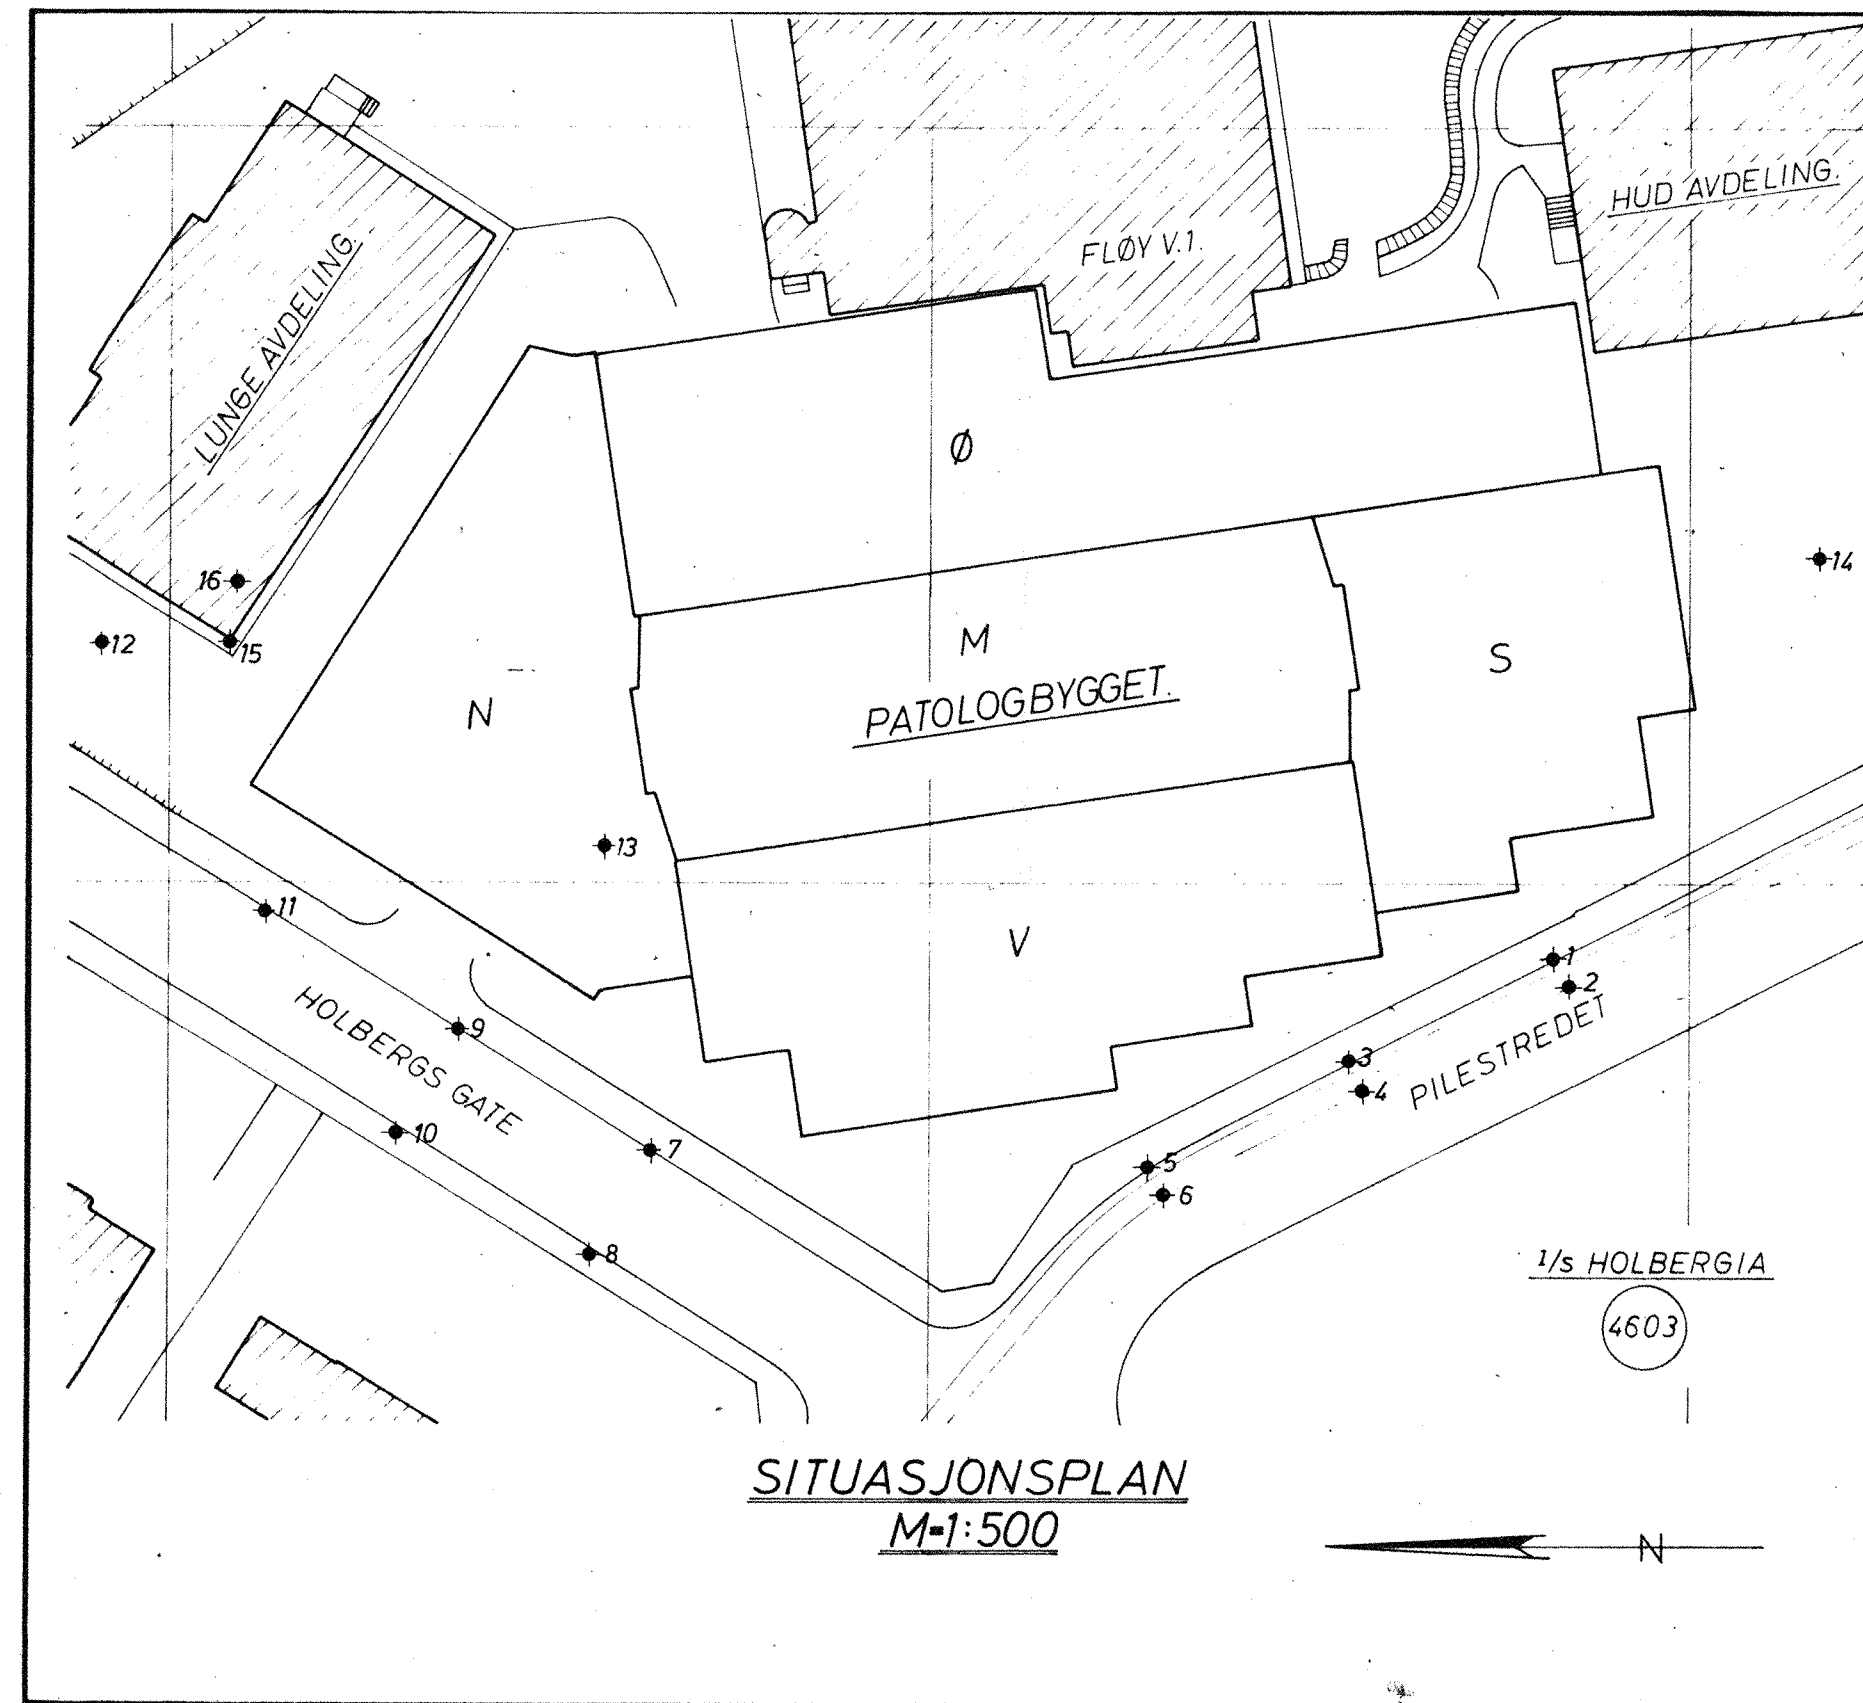 HUD AVDELING.
FLØY V.1.
LUNGE AVDELING.
Ø
14
16
12
15
M
S
PATOLOGBYGGET.
N
13
11
V
1
2
9
HOLBERGS GATE
3
4
PILESTREDET
10
7
5
6
8
I/s HOLBERGIA
4603
SITUASJONSPLAN
M=1:500
N